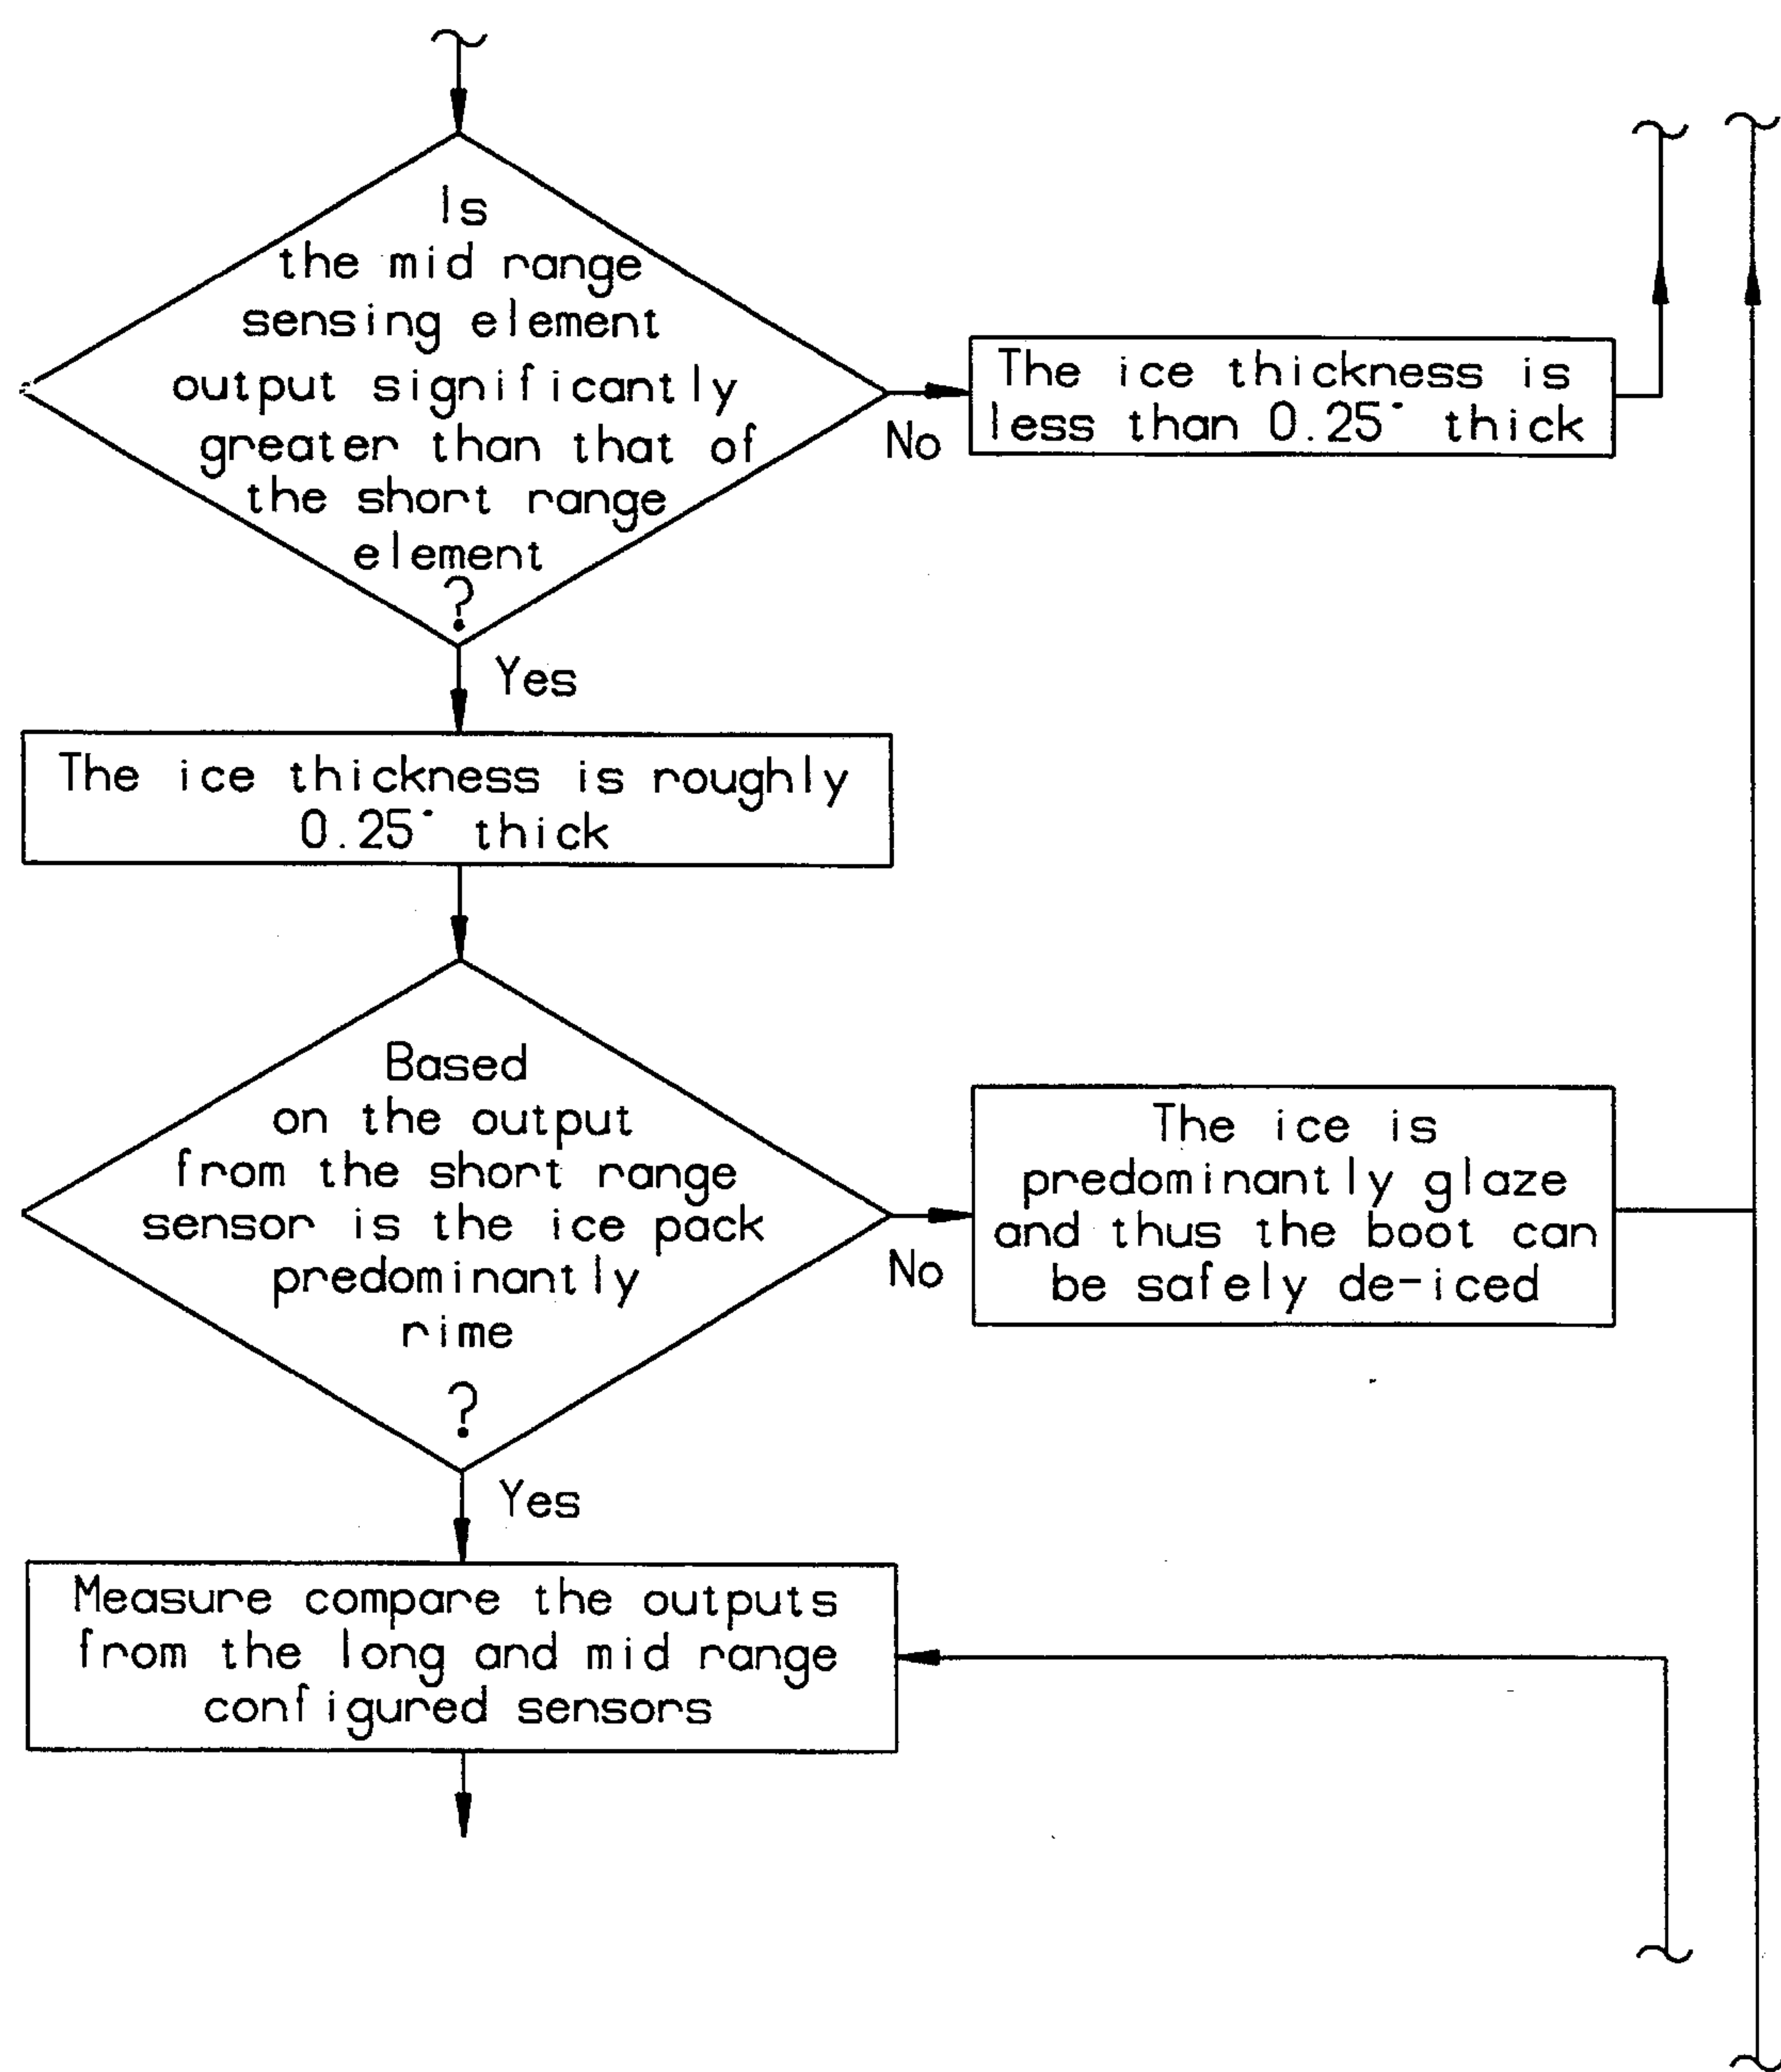 Is
the mid range
sensing element
output significantly
greater than that of
the short range
element
?
No
The ice thickness is
less than 0.25" thick
Yes
The ice thickness is roughly
0.25" thick
Based
on the output
from the short range
sensor is the ice pack
predominantly
rime
?
No
The ice is
predominantly glaze
and thus the boot can
be safely de-iced
Yes
Measure compare the outputs
from the long and mid range
configured sensors